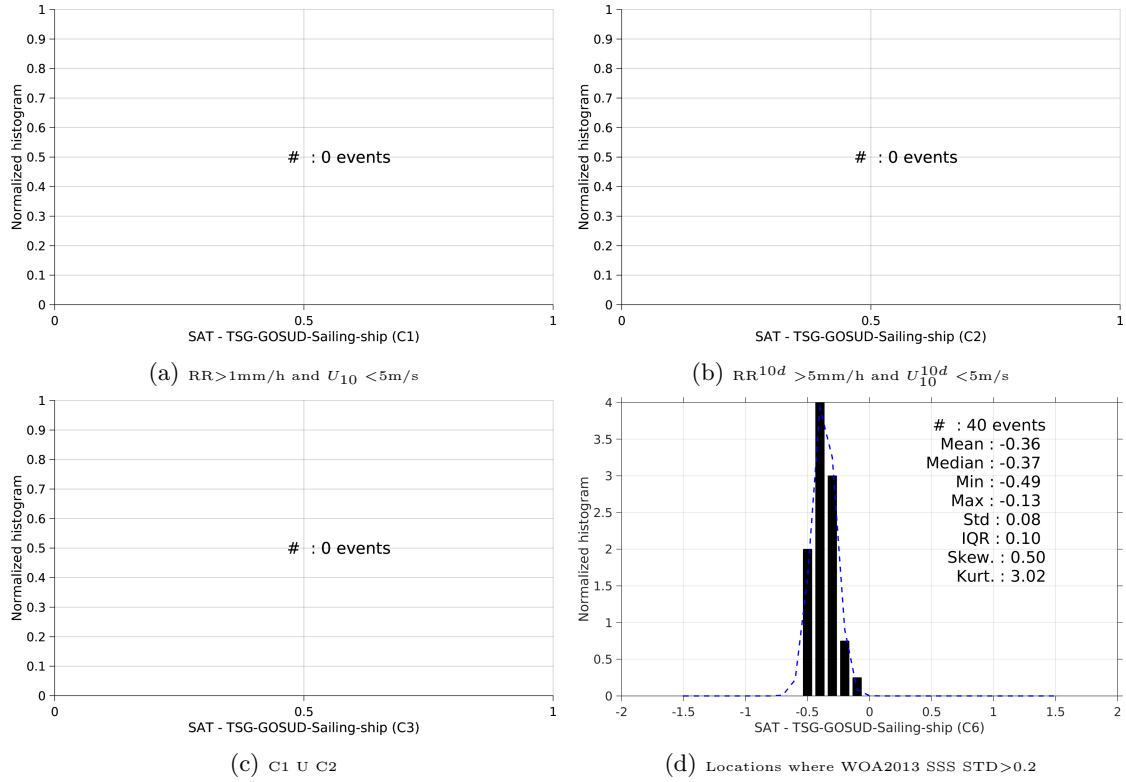 1
0.9
0.8
0.7
0.6
0.5
0.4
0.3
0.2
0.1
0
Normalized histogram
# : 0 events
0 0.5 1
SAT - TSG-GOSUD-Sailing-ship (C1)
(a) RR>1mm/h and U10 <5m/s
1
0.9
0.8
0.7
0.6
0.5
0.4
0.3
0.2
0.1
0
Normalized histogram
# : 0 events
0 0.5 1
SAT - TSG-GOSUD-Sailing-ship (C2)
(b) RR10d >5mm/h and U10d10 <5m/s
1
0.9
0.8
0.7
0.6
0.5
0.4
0.3
0.2
0.1
0
Normalized histogram
# : 0 events
0 0.5 1
SAT - TSG-GOSUD-Sailing-ship (C3)
(c) C1 U C2
4
3.5
3
2.5
2
1.5
1
0.5
0
Normalized histogram
# : 40 events
Mean : -0.36
Median : -0.37
Min : -0.49
Max : -0.13
Std : 0.08
IQR : 0.10
Skew. : 0.50
Kurt. : 3.02
-2 -1.5 -1 -0.5 0 0.5 1 1.5 2
SAT - TSG-GOSUD-Sailing-ship (C6)
(d) Locations where WOA2013 SSS STD>0.2